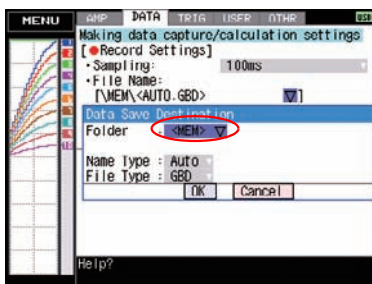 MENU AMP DATA TRIG USER OTHR USB
Making data capture/calculation settings
[●Record Settings]
・Sampling: 100ms
・File Name:
[\MEM\<AUTO.GBD> ]
Data Save Destination
Folder : <MEM>
Name Type : Auto
File Type : GBD
OK Cancel
Help?